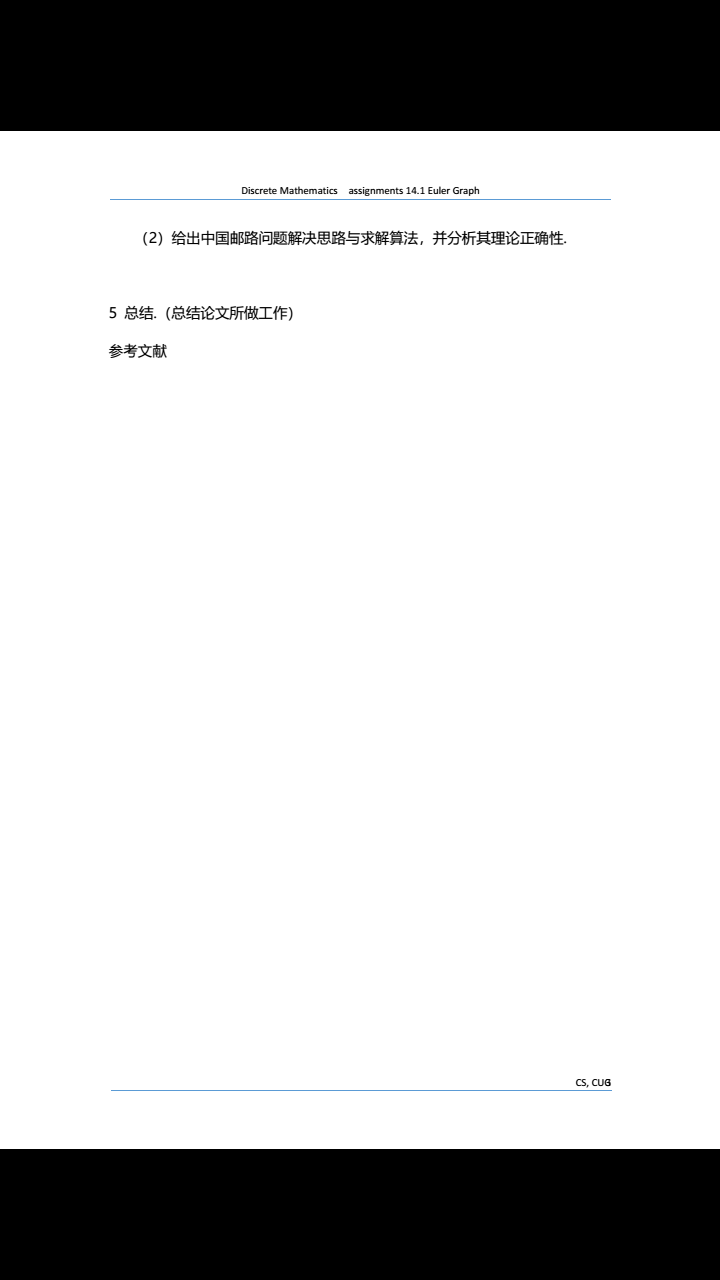 Discrete Mathematics assignments 14.1 Euler Graph
（2）给出中国邮路问题解决思路与求解算法，并分析其理论正确性.
5 总结.（总结论文所做工作）
参考文献
CS, CUG